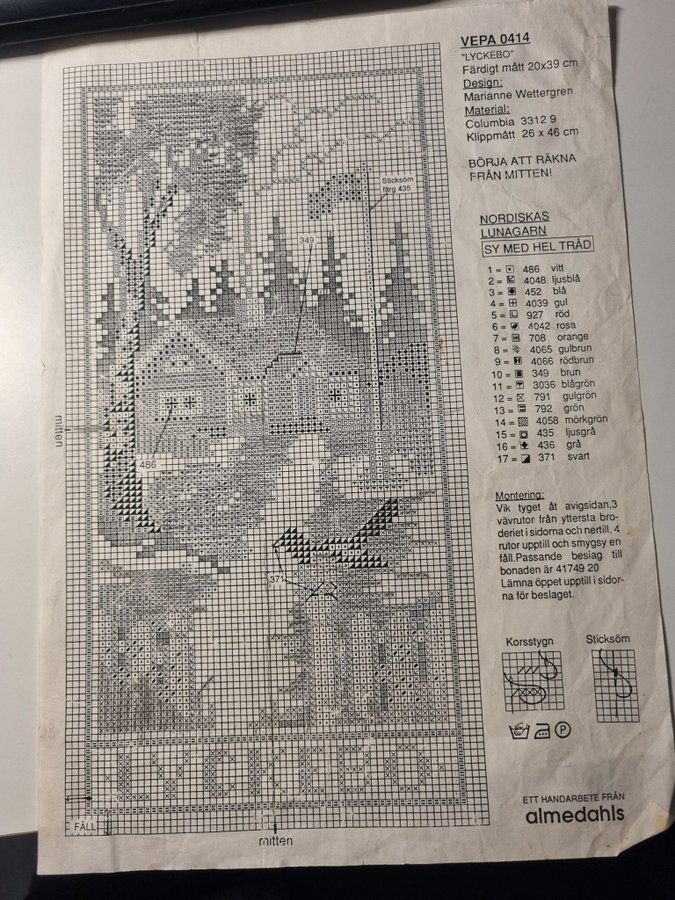 VEPA 0414
"LYCKEBO"
Färdigt mått 20x39 cm
Design:
Marianne Wettergren
Material:
Columbia 3312 9
Klippmått 26 x 46 cm
BÖRJA ATT RÄKNA
FRÅN MITTEN!
Sticksöm
färg 435
349
NORDISKAS
LUNAGARN
SY MED HEL TRÅD
1 = 486 vitt
2 = 4048 ljusblå
3 = 452 blå
4 = 4039 gul
5 = 927 röd
6 = 4042 rosa
7 = 708 orange
8 = 4065 gulbrun
9 = 4066 rödbrun
10 = 349 brun
11 = 3036 blågrön
12 = 791 gulgrön
13 = 792 grön
14 = 4058 mörkgrön
15 = 435 ljusgrå
16 = 436 grå
17 = 371 svart
mitten
486
371
Montering:
Vik tyget åt avigsidan,3
vävrutor från yttersta bro-
deriet i sidorna och nertill, 4
rutor upptill och smygsy en
fåll.Passande beslag till
bonaden är 41749 20
Lämna öppet upptill i sidor-
na för beslaget.
Korsstygn
Sticksöm
P
LYCKEBO
FÅLL
mitten
ETT HANDARBETE FRÅN
almedahls